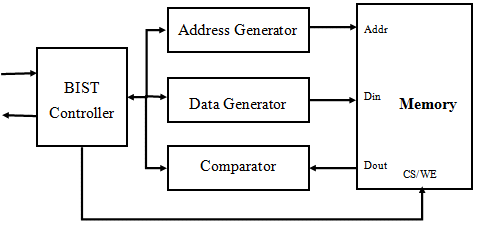 Address Generator
Addr
BIST
Controller
Data Generator
Din
Memory
Comparator
Dout
CS/WE